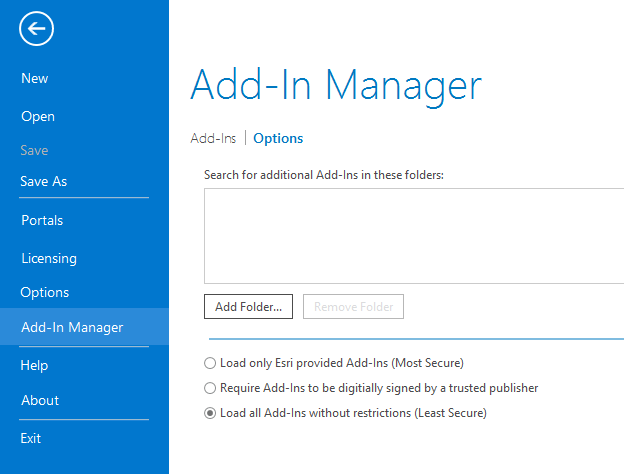 New
Open
Save
Save As
Portals
Licensing
Options
Add-In Manager
Help
About
Exit
Add-In Manager
Add-Ins | Options
Search for additional Add-Ins in these folders:
Add Folder... Remove Folder
Load only Esri provided Add-Ins (Most Secure)
Require Add-Ins to be digitially signed by a trusted publisher
Load all Add-Ins without restrictions (Least Secure)